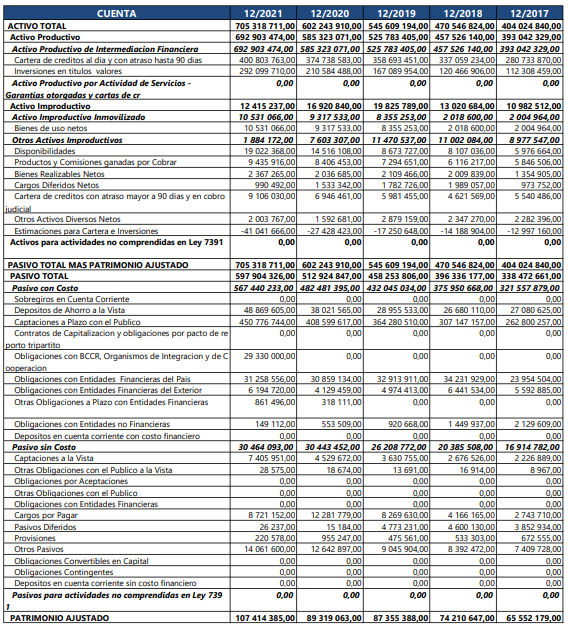 CUENTA 12/2021 12/2020 12/2019 12/2018 12/2017
ACTIVO TOTAL 705 318 711,00 602 243 910,00 545 609 194,00 470 546 824,00 404 024 840,00
Activo Productivo 692 903 474,00 585 323 071,00 525 783 405,00 457 526 140,00 393 042 329,00
Activo Productivo de Intermediacion Financiera 692 903 474,00 585 323 071,00 525 783 405,00 457 526 140,00 393 042 329,00
Cartera de créditos al día y con atraso hasta 90 dias 400 803 763,00 374 738 583,00 358 693 451,00 337 059 234,00 280 733 870,00
Inversiones en titulos valores 292 099 710,00 210 584 488,00 167 089 954,00 120 466 906,00 112 308 459,00
Activo Productivo por Actividad de Servicios - 0,00 0,00 0,00 0,00 0,00
Garantias otorgadas y cartas de cr
Activo Improductivo 12 415 237,00 16 920 840,00 19 825 789,00 13 020 684,00 10 982 512,00
Activo Improductivo Inmovilizado 10 531 066,00 9 317 533,00 8 355 253,00 2 018 600,00 2 004 964,00
Bienes de uso netos 10 531 066,00 9 317 533,00 8 355 253,00 2 018 600,00 2 004 964,00
Otros Activos Improductivos 1 884 172,00 7 603 307,00 11 470 537,00 11 002 084,00 8 977 547,00
Disponibilidades 19 022 368,00 14 516 208,00 8 673 727,00 8 107 036,00 5 976 664,00
Productos y Comisiones ganadas por Cobrar 9 435 916,00 8 406 453,00 7 294 651,00 6 116 217,00 5 846 506,00
Bienes Realizables Netos 2 367 265,00 2 036 685,00 2 109 466,00 2 009 839,00 1 354 905,00
Cargos Diferidos Netos 990 492,00 1 533 342,00 1 782 726,00 1 989 057,00 973 752,00
Cartera de creditos con atraso mayor a 90 dias y en cobro 9 106 030,00 6 946 461,00 5 981 455,00 4 621 569,00 5 540 486,00
judicial
Otros Activos Diversos Netos 2 003 767,00 1 592 681,00 2 879 159,00 2 347 270,00 2 282 396,00
Estimaciones para Cartera e Inversiones -41 041 666,00 -27 428 423,00 -17 250 648,00 -14 188 904,00 -12 997 160,00
Activos para actividades no comprendidas en Ley 7391 0,00 0,00 0,00 0,00 0,00
PASIVO TOTAL MAS PATRIMONIO AJUSTADO 705 318 711,00 602 243 910,00 545 609 194,00 470 546 824,00 404 024 840,00
PASIVO TOTAL 597 904 326,00 512 924 847,00 458 253 806,00 396 336 177,00 338 472 661,00
Pasivo con Costo 567 440 233,00 482 481 395,00 432 045 034,00 375 950 668,00 321 557 879,00
Sobregiros en Cuenta Corriente 0,00 0,00 0,00 0,00 0,00
Depositos de Ahorro a la Vista 48 869 605,00 38 021 565,00 28 955 533,00 26 680 110,00 27 080 625,00
Captaciones a Plazo con el Publico 450 776 744,00 408 599 617,00 364 280 510,00 307 147 157,00 262 800 257,00
Contratos de Capitalizacion y obligaciones por pacto de re 0,00 0,00 0,00 0,00 0,00
porto tripartito
Obligaciones con BCCR, Organismos de Integracion y de C 29 330 000,00 0,00 0,00 0,00 0,00
ooperacion
Obligaciones con Entidades Financieras del Pais 31 258 556,00 30 859 134,00 32 913 911,00 34 231 929,00 23 954 504,00
Obligaciones con Entidades Financieras del Exterior 6 194 720,00 4 129 459,00 4 974 413,00 6 441 534,00 5 592 885,00
Otras Obligaciones a Plazo con Entidades Financieras 861 496,00 318 111,00 0,00 0,00 0,00
Obligaciones con Entidades no Financieras 149 112,00 553 509,00 920 668,00 1 449 937,00 2 129 609,00
Depositos en cuenta corriente con costo financiero 0,00 0,00 0,00 0,00 0,00
Pasivo sin Costo 30 464 093,00 30 443 452,00 26 208 772,00 20 385 508,00 16 914 782,00
Captaciones a la Vista 7 405 951,00 4 529 672,00 3 630 755,00 2 676 526,00 2 226 889,00
Otras Obligaciones con el Publico a la Vista 28 575,00 18 674,00 13 691,00 16 914,00 8 967,00
Obligaciones por Aceptaciones 0,00 0,00 0,00 0,00 0,00
Otras Obligaciones con el Publico 0,00 0,00 0,00 0,00 0,00
Obligaciones con Entidades Financieras 0,00 0,00 0,00 0,00 0,00
Cargos por Pagar 8 721 152,00 12 281 779,00 8 269 630,00 4 166 165,00 2 743 710,00
Pasivos Diferidos 26 237,00 15 184,00 4 773 231,00 4 600 130,00 3 852 934,00
Provisiones 220 578,00 955 247,00 475 561,00 533 303,00 672 555,00
Otros Pasivos 14 061 600,00 12 642 897,00 9 045 904,00 8 392 472,00 7 409 728,00
Obligaciones Convertibles en Capital 0,00 0,00 0,00 0,00 0,00
Obligaciones Contingentes 0,00 0,00 0,00 0,00 0,00
Depositos en cuenta corriente sin costo financiero 0,00 0,00 0,00 0,00 0,00
Pasivos para actividades no comprendidas en Ley 739 0,00 0,00 0,00 0,00 0,00
1
PATRIMONIO AJUSTADO 107 414 385,00 89 319 063,00 87 355 388,00 74 210 647,00 65 552 179,00